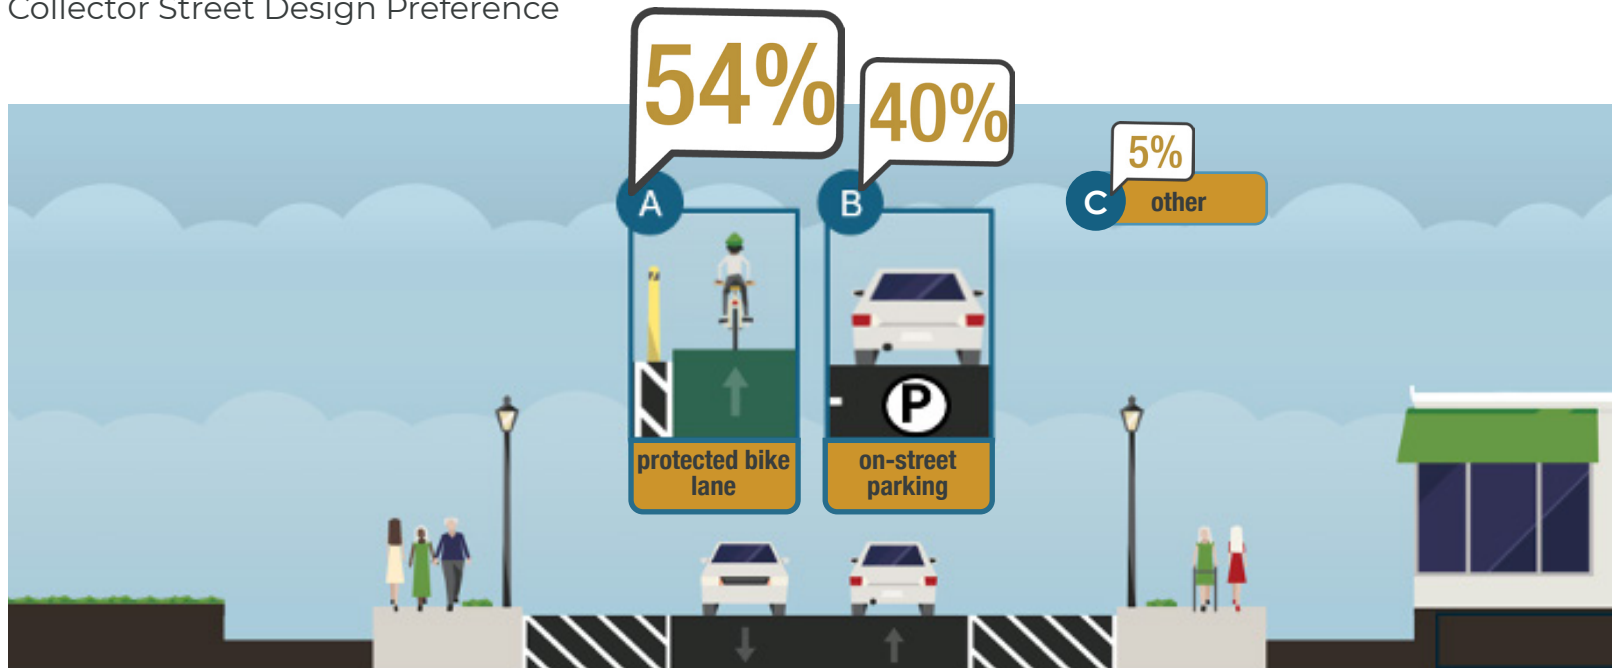 Collector Street Design Preference
54%
40%
5%
A
B
C
other
P
protected bike
lane
on-street
parking